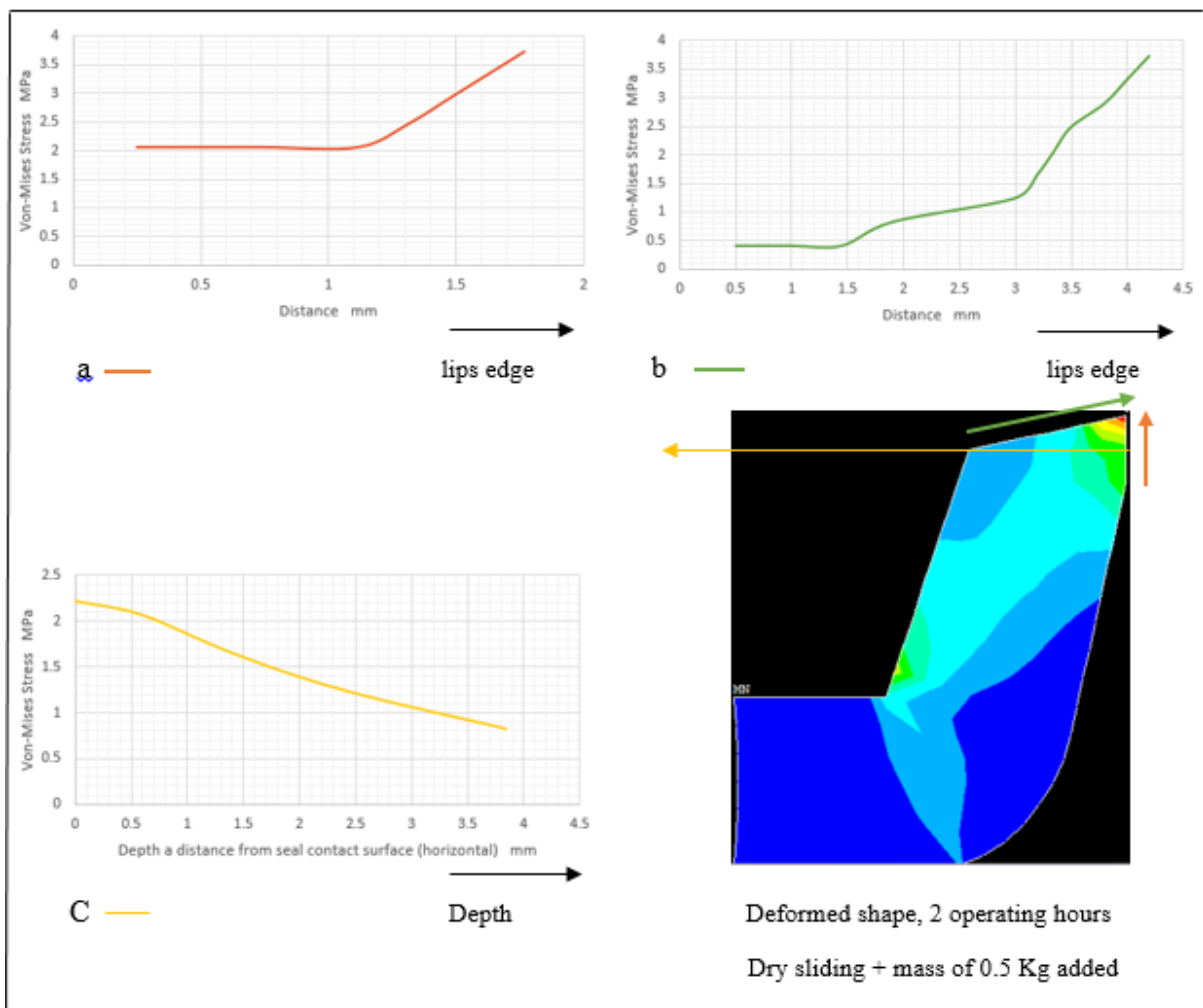 4
3.5
3
2.5
2
1.5
1
0.5
0
Von-Mises Stress MPa
0 0.5 1 1.5 2
Distance mm
a lips edge
4
3.5
3
2.5
2
1.5
1
0.5
0
Von-Mises Stress MPa
0 0.5 1 1.5 2 2.5 3 3.5 4 4.5
Distance mm
b lips edge
2.5
2
1.5
1
0.5
0
Von-Mises Stress MPa
0 0.5 1 1.5 2 2.5 3 3.5 4 4.5
Depth a distance from seal contact surface (horizontal) mm
C Depth
Deformed shape, 2 operating hours
Dry sliding + mass of 0.5 Kg added